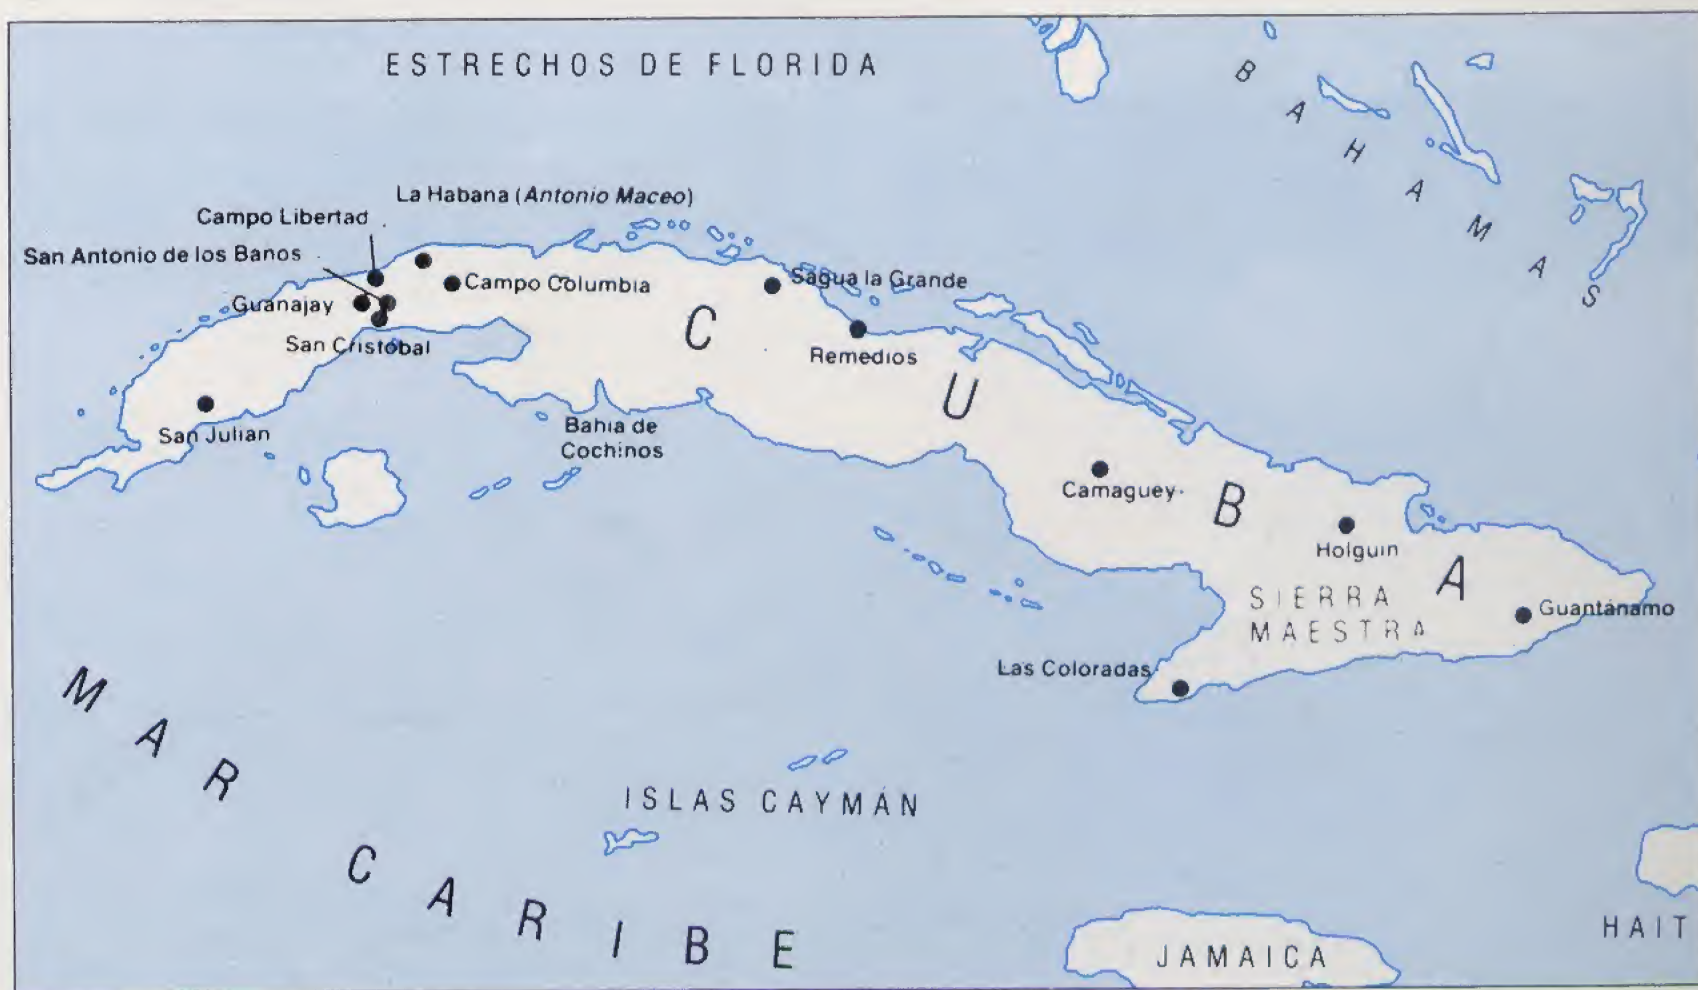 ESTRECHOS DE FLORIDA
BAHAMAS
La Habana (Antonio Maceo)
Campo Libertad
San Antonio de los Banos
Campo Columbia
Sagua la Grande
Guanajay
San Cristobal
Remedios
CUBA
San Julian
Bahia de
Cochinos
Camaguey
Holguin
SIERRA
MAESTRA
Guantánamo
Las Coloradas
MAR CARIBE
ISLAS CAYMÁN
JAMAICA
HAIT